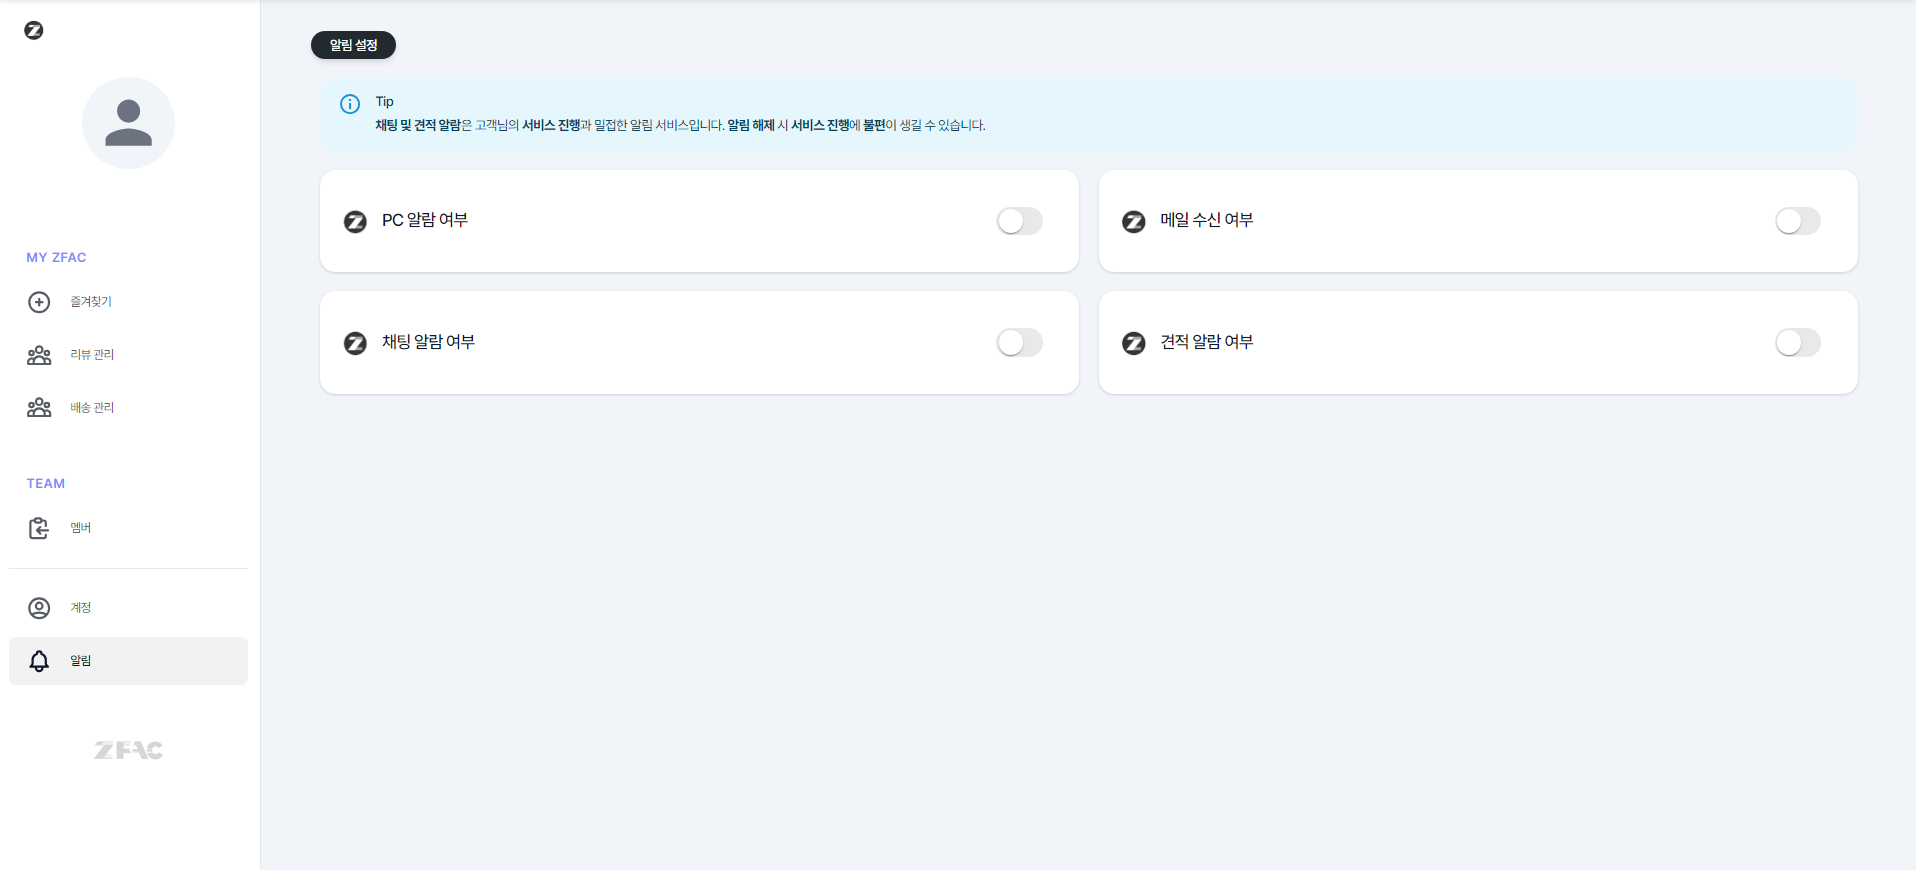 알림 설정
Tip
채팅 및 견적 알람은 고객님의 서비스 진행과 밀접한 알림 서비스입니다. 알림 해제 시 서비스 진행에 불편이 생길 수 있습니다.
MY ZFAC
즐겨찾기
리뷰 관리
배송 관리
TEAM
멤버
계정
알림
ZFAC
PC 알람 여부
메일 수신 여부
채팅 알람 여부
견적 알람 여부